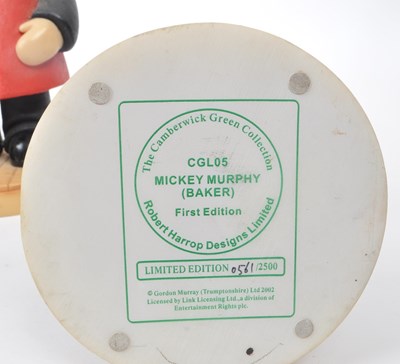 The Camberwick Green Collection
CGL05
MICKEY MURPHY
(BAKER)
First Edition
Robert Harrop Designs Limited
LIMITED EDITION 0561/2500
© Gordon Murray (Trumptonshire) Ltd 2002
Licensed by Link Licensing Ltd., a division of
Entertainment Rights plc.